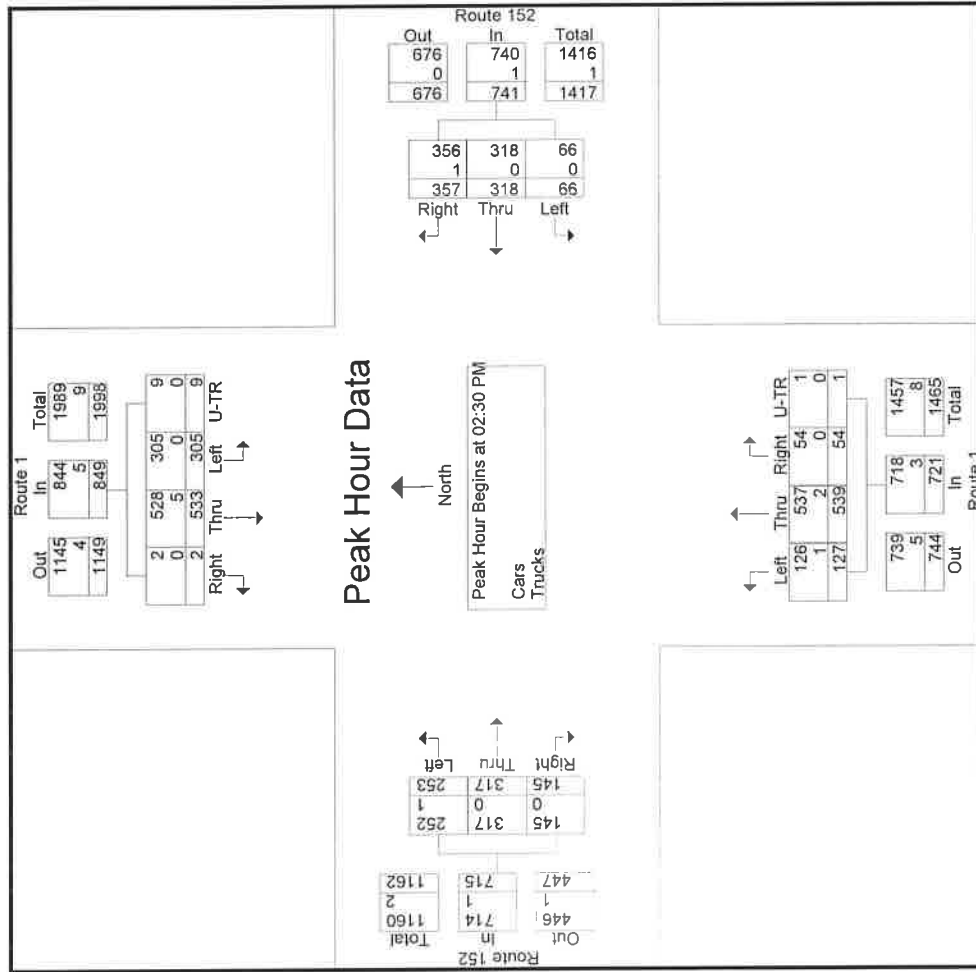 Route 152
Out In Total
676 740 1416
0 1 1
676 741 1417
356 318 66
1 0 0
357 318 66
Right Thru Left
Route 1
Out In Total
1145 844 1989
4 5 9
1149 849 1998
2 528 305 9
0 5 0 0
2 533 305 9
Right Thru Left U-TR
Peak Hour Data
North
Peak Hour Begins at 02:30 PM
Cars
Trucks
Left Thru Right U-TR
126 537 54 1
1 2 0 0
127 539 54 1
739 718 1457
5 3 8
744 721 1465
Out In Total
Route 1
Left Thru Right
253 317 145
1 0 0
252 317 145
1162 715 447
2 1 1
1160 714 446
Total In Out
Route 152